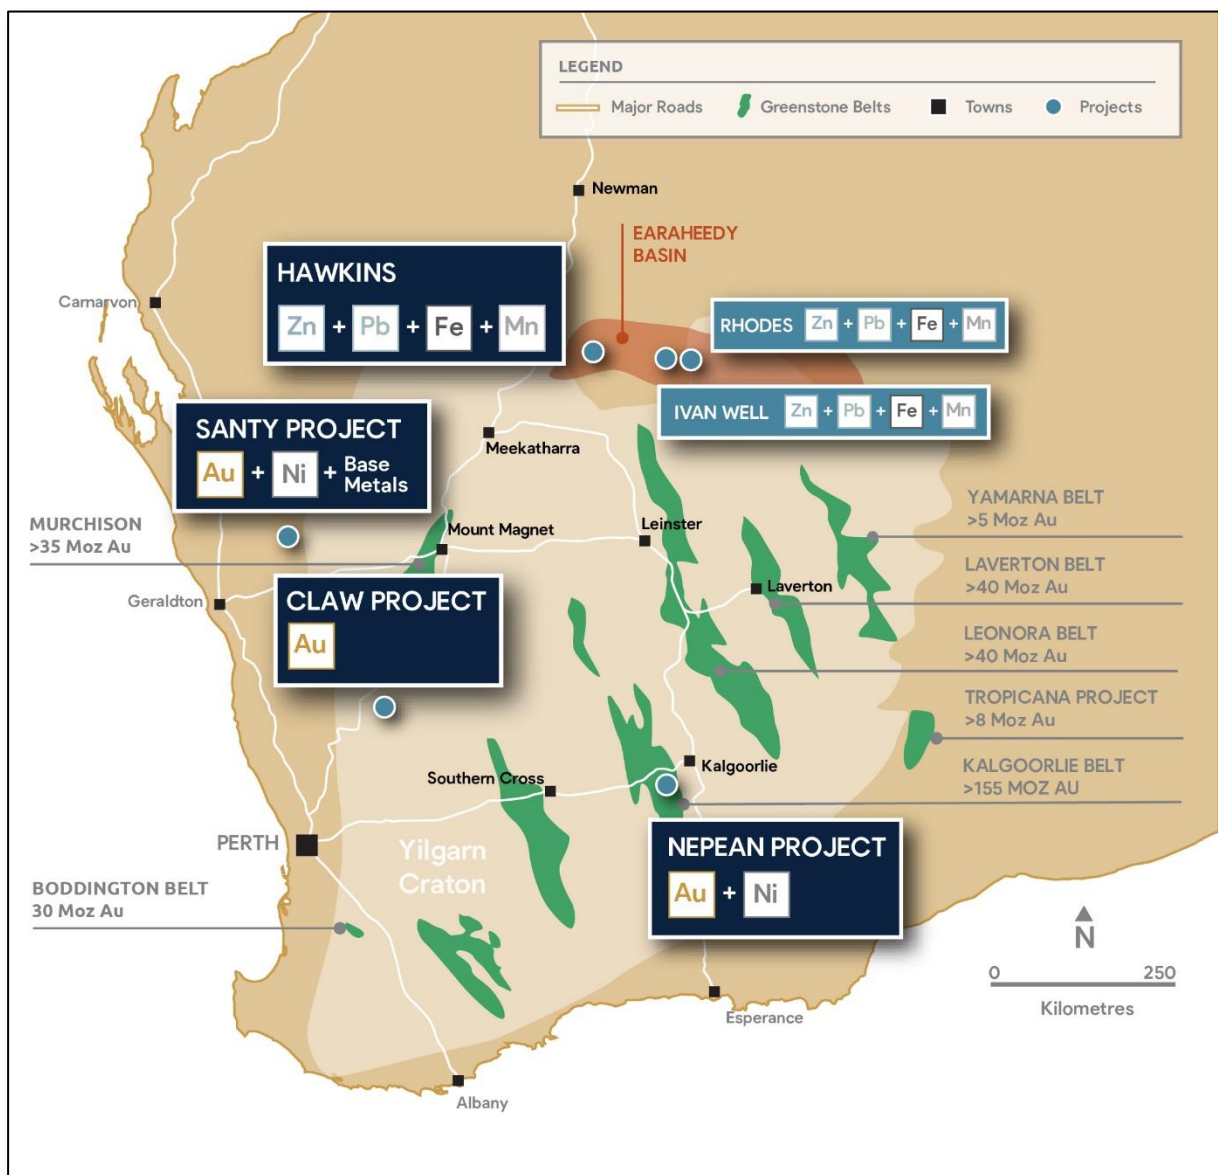 LEGEND
Major Roads
Greenstone Belts
Towns
Projects
Newman
EARAHEEDY
BASIN
HAWKINS
Zn + Pb + Fe + Mn
Carnarvon
RHODES Zn + Pb + Fe + Mn
IVAN WELL Zn + Pb + Fe + Mn
SANTY PROJECT
Au + Ni + Base
Metals
Meekatharra
MURCHISON
>35 Moz Au
Mount Magnet
Leinster
YAMARNA BELT
>5 Moz Au
Geraldton
CLAW PROJECT
Au
Laverton
LAVERTON BELT
>40 Moz Au
LEONORA BELT
>40 Moz Au
TROPICANA PROJECT
>8 Moz Au
Southern Cross
Kalgoorlie
KALGOORLIE BELT
>155 MOZ AU
PERTH
Yilgarn
Craton
NEPEAN PROJECT
Au + Ni
BODDINGTON BELT
30 Moz Au
N
0 250
Kilometres
Esperance
Albany